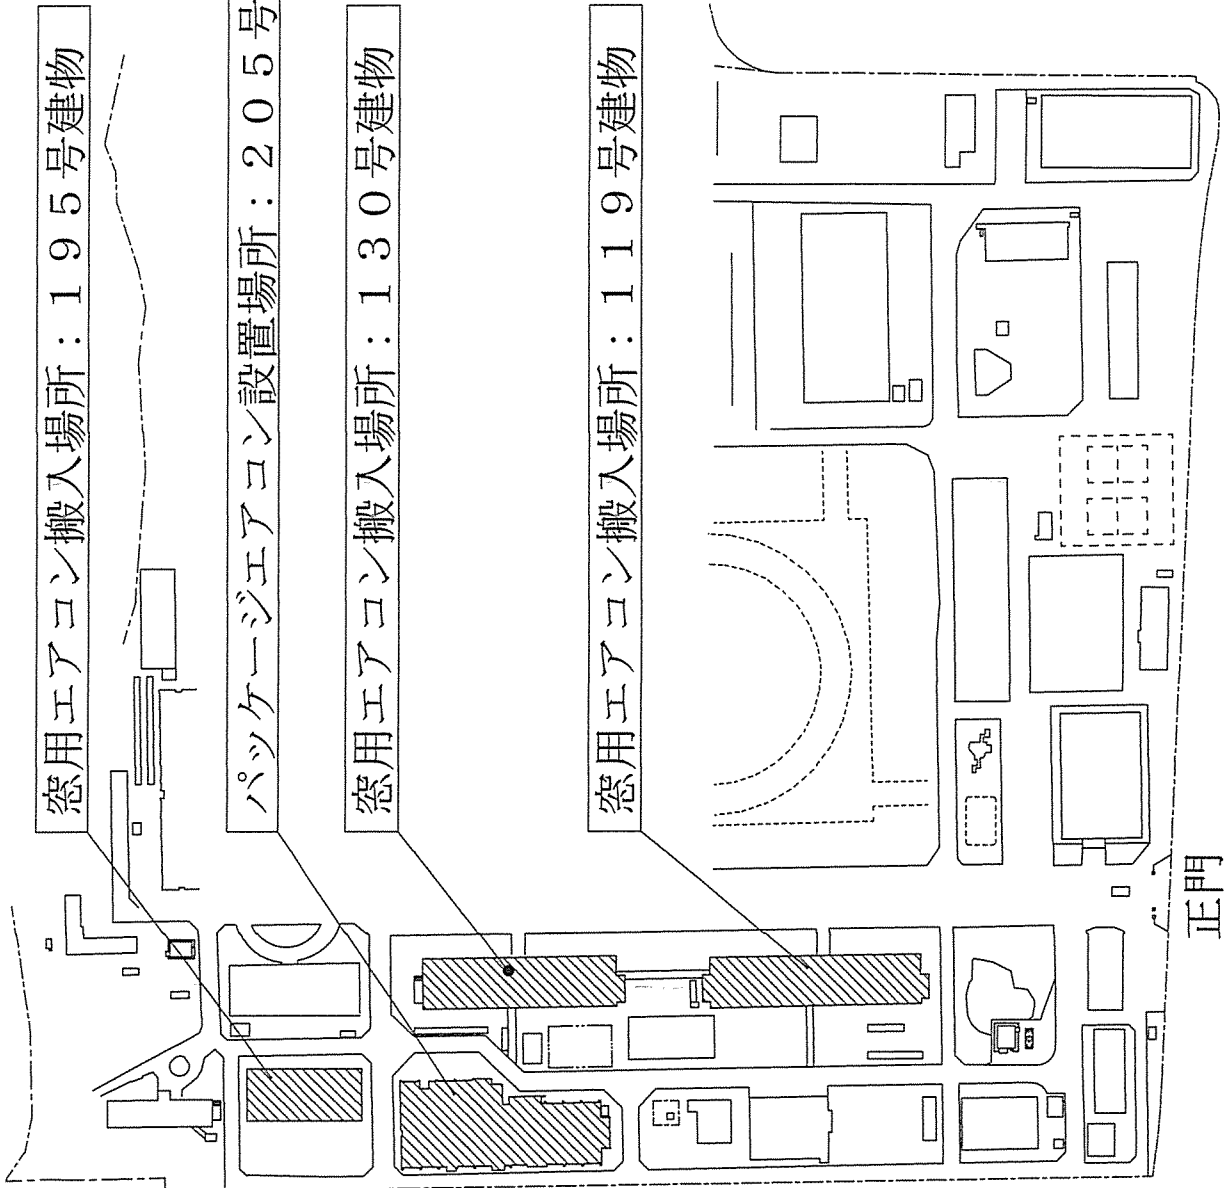 窓用エアコン搬入場所：１９５号建物
パッケージエアコン設置場所：２０５号
窓用エアコン搬入場所：１３０号建物
窓用エアコン搬入場所：１１９号建物
正門